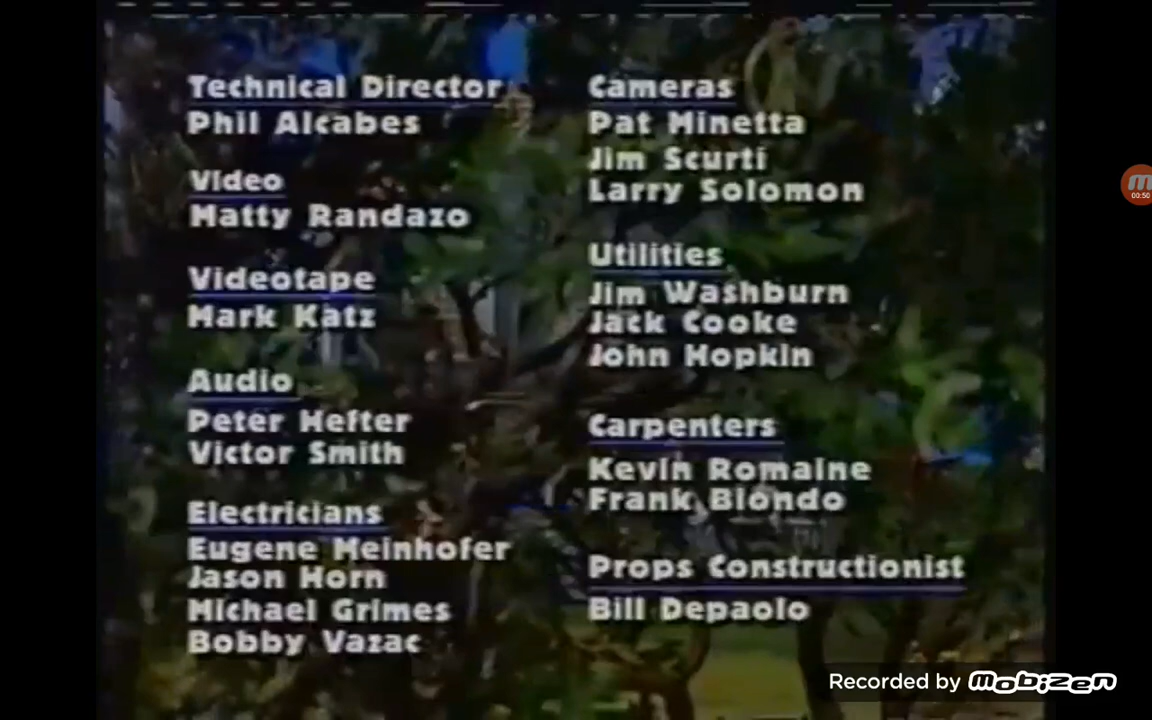 Technical Director
Phil Alcabes
Video
Matty Randazo
Videotape
Mark Katz
Audio
Peter Hefter
Victor Smith
Electricians
Eugene Meinhofer
Jason Horn
Michael Grimes
Bobby Vazac
Cameras
Pat Minetta
Jim Scurti
Larry Solomon
Utilities
Jim Washburn
Jack Cooke
John Hopkin
Carpenters
Kevin Romaine
Frank Biondo
Props Constructionist
Bill Depaolo
00:50
Recorded by mobizen